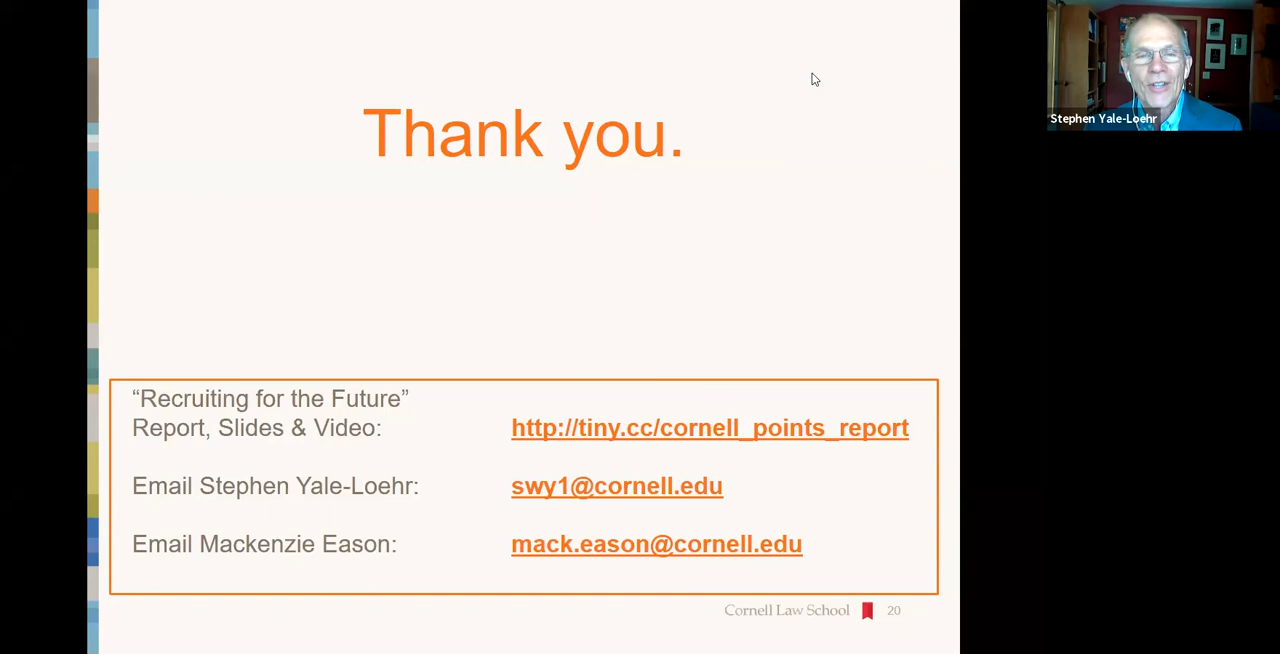 Thank you.
Stephen Yale-Loehr
“Recruiting for the Future”
Report, Slides & Video: http://tiny.cc/cornell_points_report
Email Stephen Yale-Loehr: swy1@cornell.edu
Email Mackenzie Eason: mack.eason@cornell.edu
Cornell Law School 20